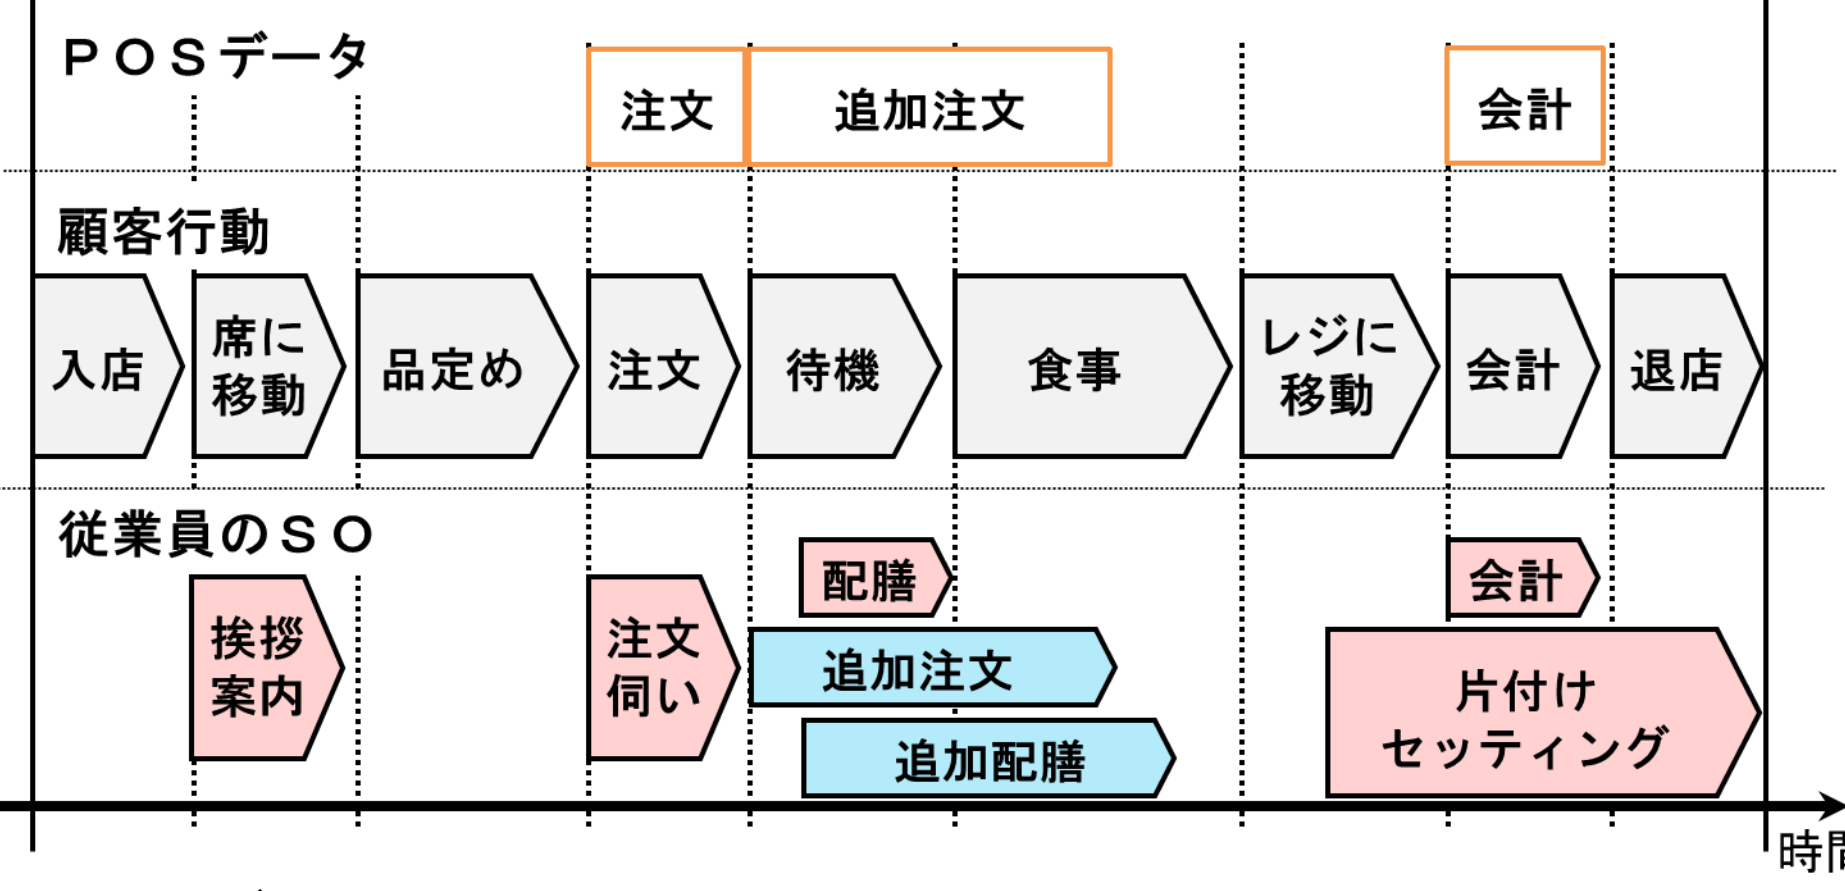 ＰＯＳデータ
注文
追加注文
会計
顧客行動
入店
席に
移動
品定め
注文
待機
食事
レジに
移動
会計
退店
従業員のＳＯ
挨拶
案内
注文
伺い
配膳
追加注文
追加配膳
会計
片付け
セッティング
時間